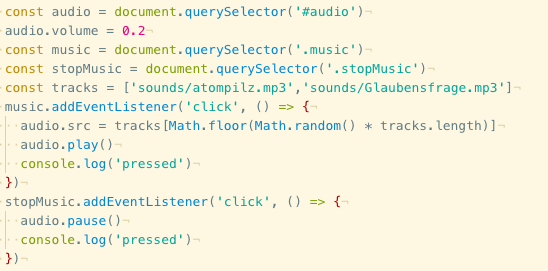 const audio = document.querySelector('#audio')
audio.volume = 0.2
const music = document.querySelector('.music')
const stopMusic = document.querySelector('.stopMusic')
const tracks = ['sounds/atompilz.mp3','sounds/Glaubensfrage.mp3']
music.addEventListener('click', () => {
  audio.src = tracks[Math.floor(Math.random() * tracks.length)]
  audio.play()
  console.log('pressed')
})
stopMusic.addEventListener('click', () => {
  audio.pause()
  console.log('pressed')
})